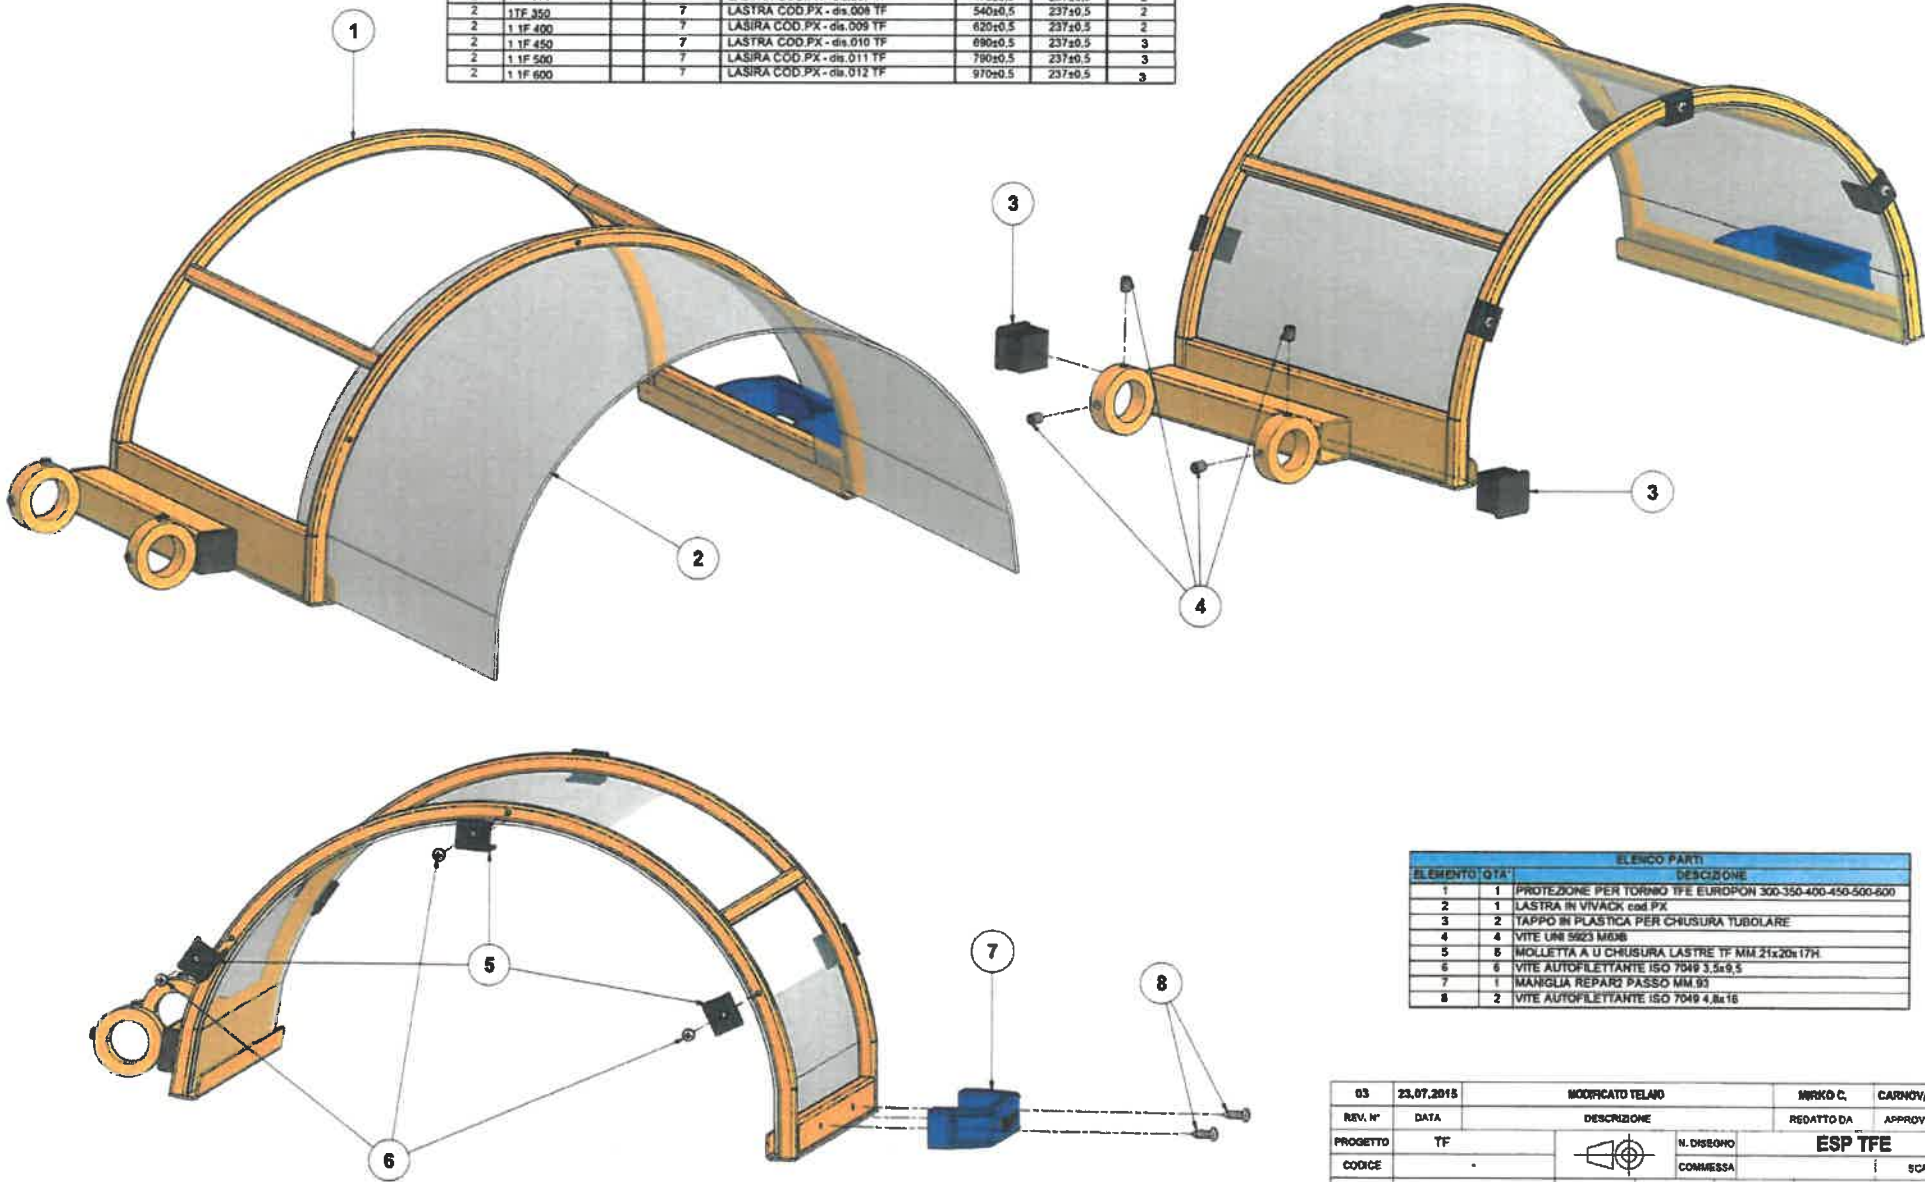 2 1TF 350 7 LASTRA COD.PX - dis.008 TF 540±0,5 237±0,5 2
2 1 1F 400 7 LASIRA COD.PX - dis.009 TF 620±0,5 237±0,5 2
2 1 1F 450 7 LASTRA COD.PX - dis.010 TF 690±0,5 237±0,5 3
2 1 1F 500 7 LASIRA COD.PX - dis.011 TF 790±0,5 237±0,5 3
2 1 1F 600 7 LASIRA COD.PX - dis.012 TF 970±0,5 237±0,5 3
1
3
2
3
4
5
6
7
8
ELENCO PARTI
ELEMENTO QTA' DESCIZIONE
1 1 PROTEZIONE PER TORNIO TFE EUROPON 300-350-400-450-500-600
2 1 LASTRA IN VIVACK cod.PX
3 2 TAPPO IN PLASTICA PER CHIUSURA TUBOLARE
4 4 VITE UNI 5923
5 6 MOLLETTA A U CHIUSURA LASTRE TF MM.21x20x17H
6 6 VITE AUTOFILETTANTE ISO 7049 3,5x9,5
7 1 MANIGLIA REPAR2 PASSO MM.93
8 2 VITE AUTOFILETTANTE ISO 7049 4,8x16
03 23.07.2015 MODIFICATO TELAIO MIRKO C. CARNOV
REV. N° DATA DESCRIZIONE REDATTO DA APPROV
PROGETTO TF N. DISEGNO ESP TFE
CODICE - COMMESSA SCA